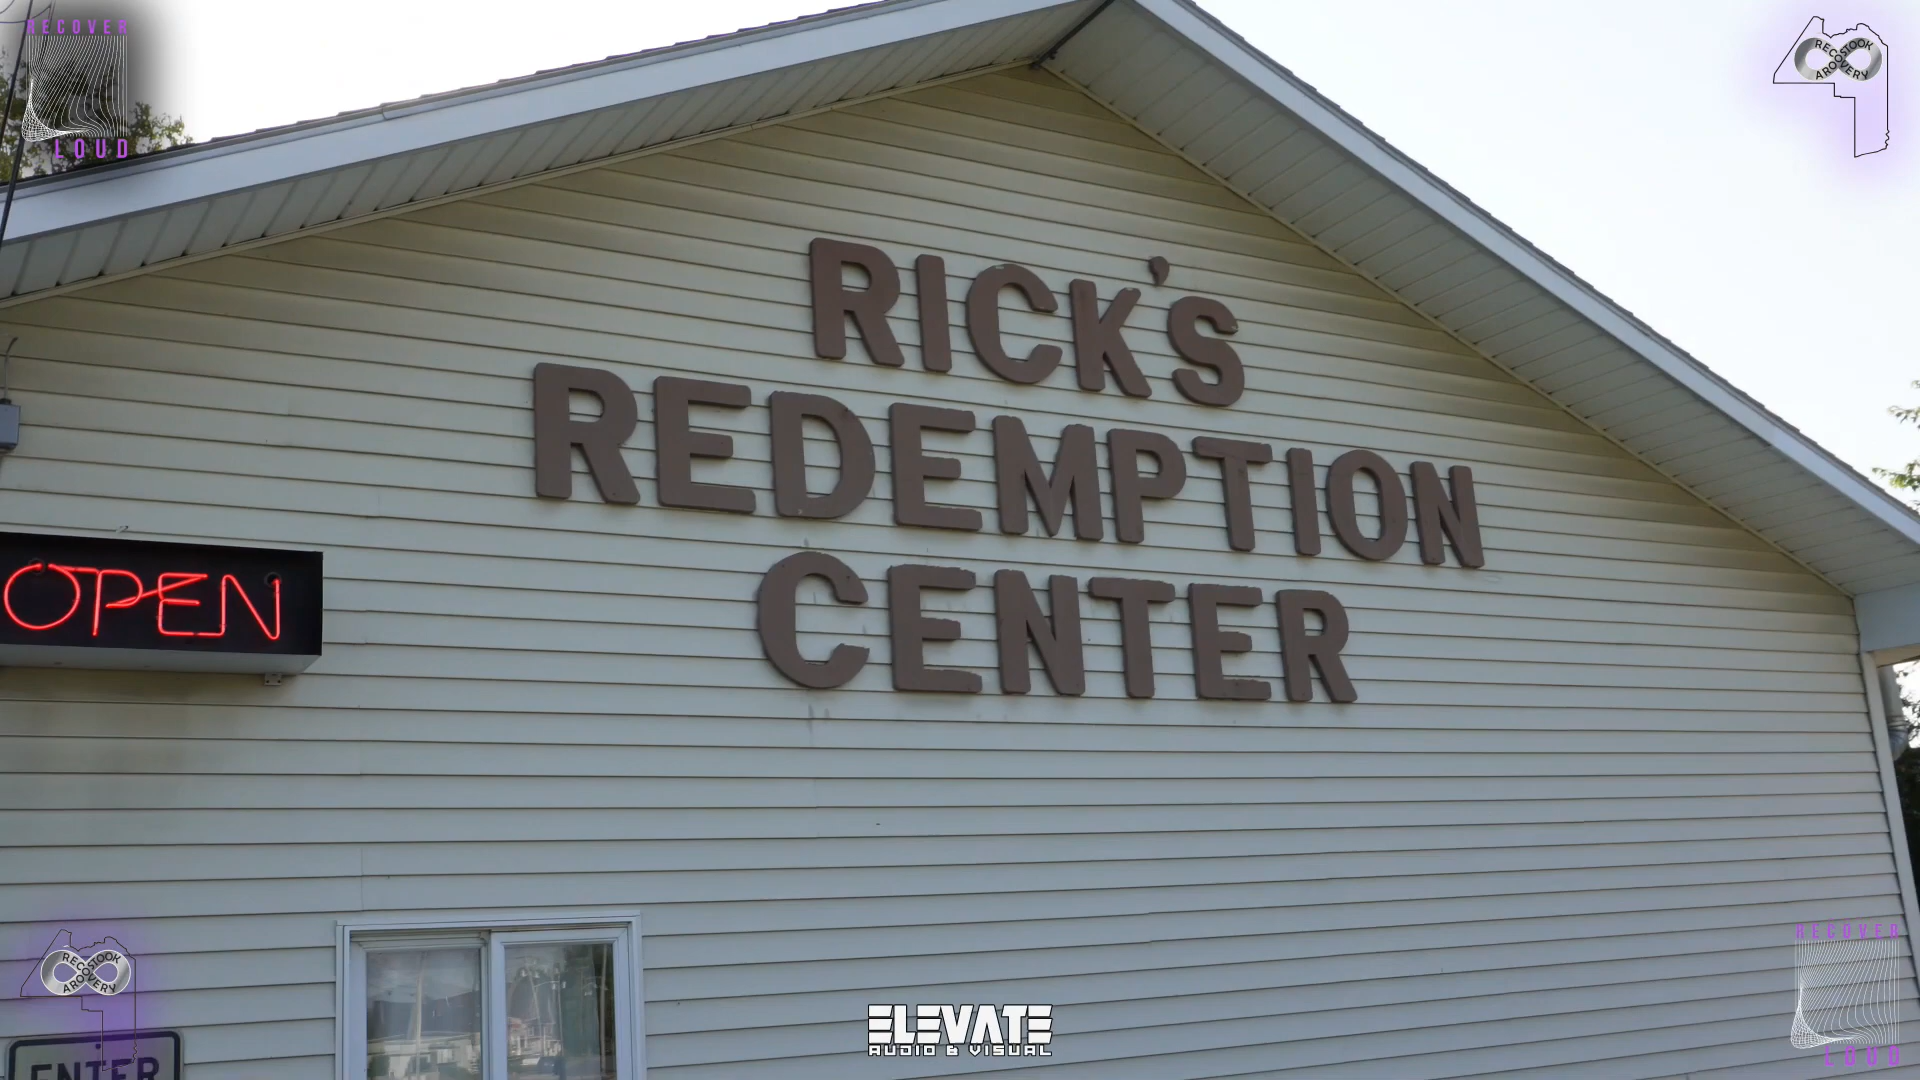 RECOVER
LOUD
RECOVERY
AROOSTOOK
RICK'S
REDEMPTION
CENTER
OPEN
RECOVERY
AROOSTOOK
ENTER
ELEVATE
AUDIO & VISUAL
RECOVER
LOUD